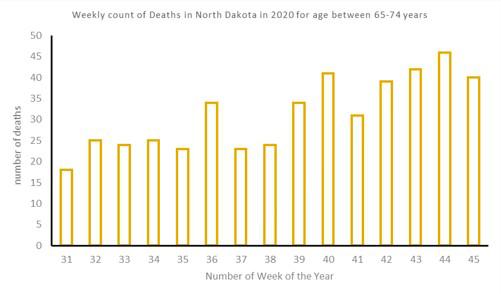 Weekly count of Deaths in North Dakota in 2020 for age between 65-74 years
50
45
40
35
30
25
20
15
10
5
0
number of deaths
31 32 33 34 35 36 37 38 39 40 41 42 43 44 45
Number of Week of the Year